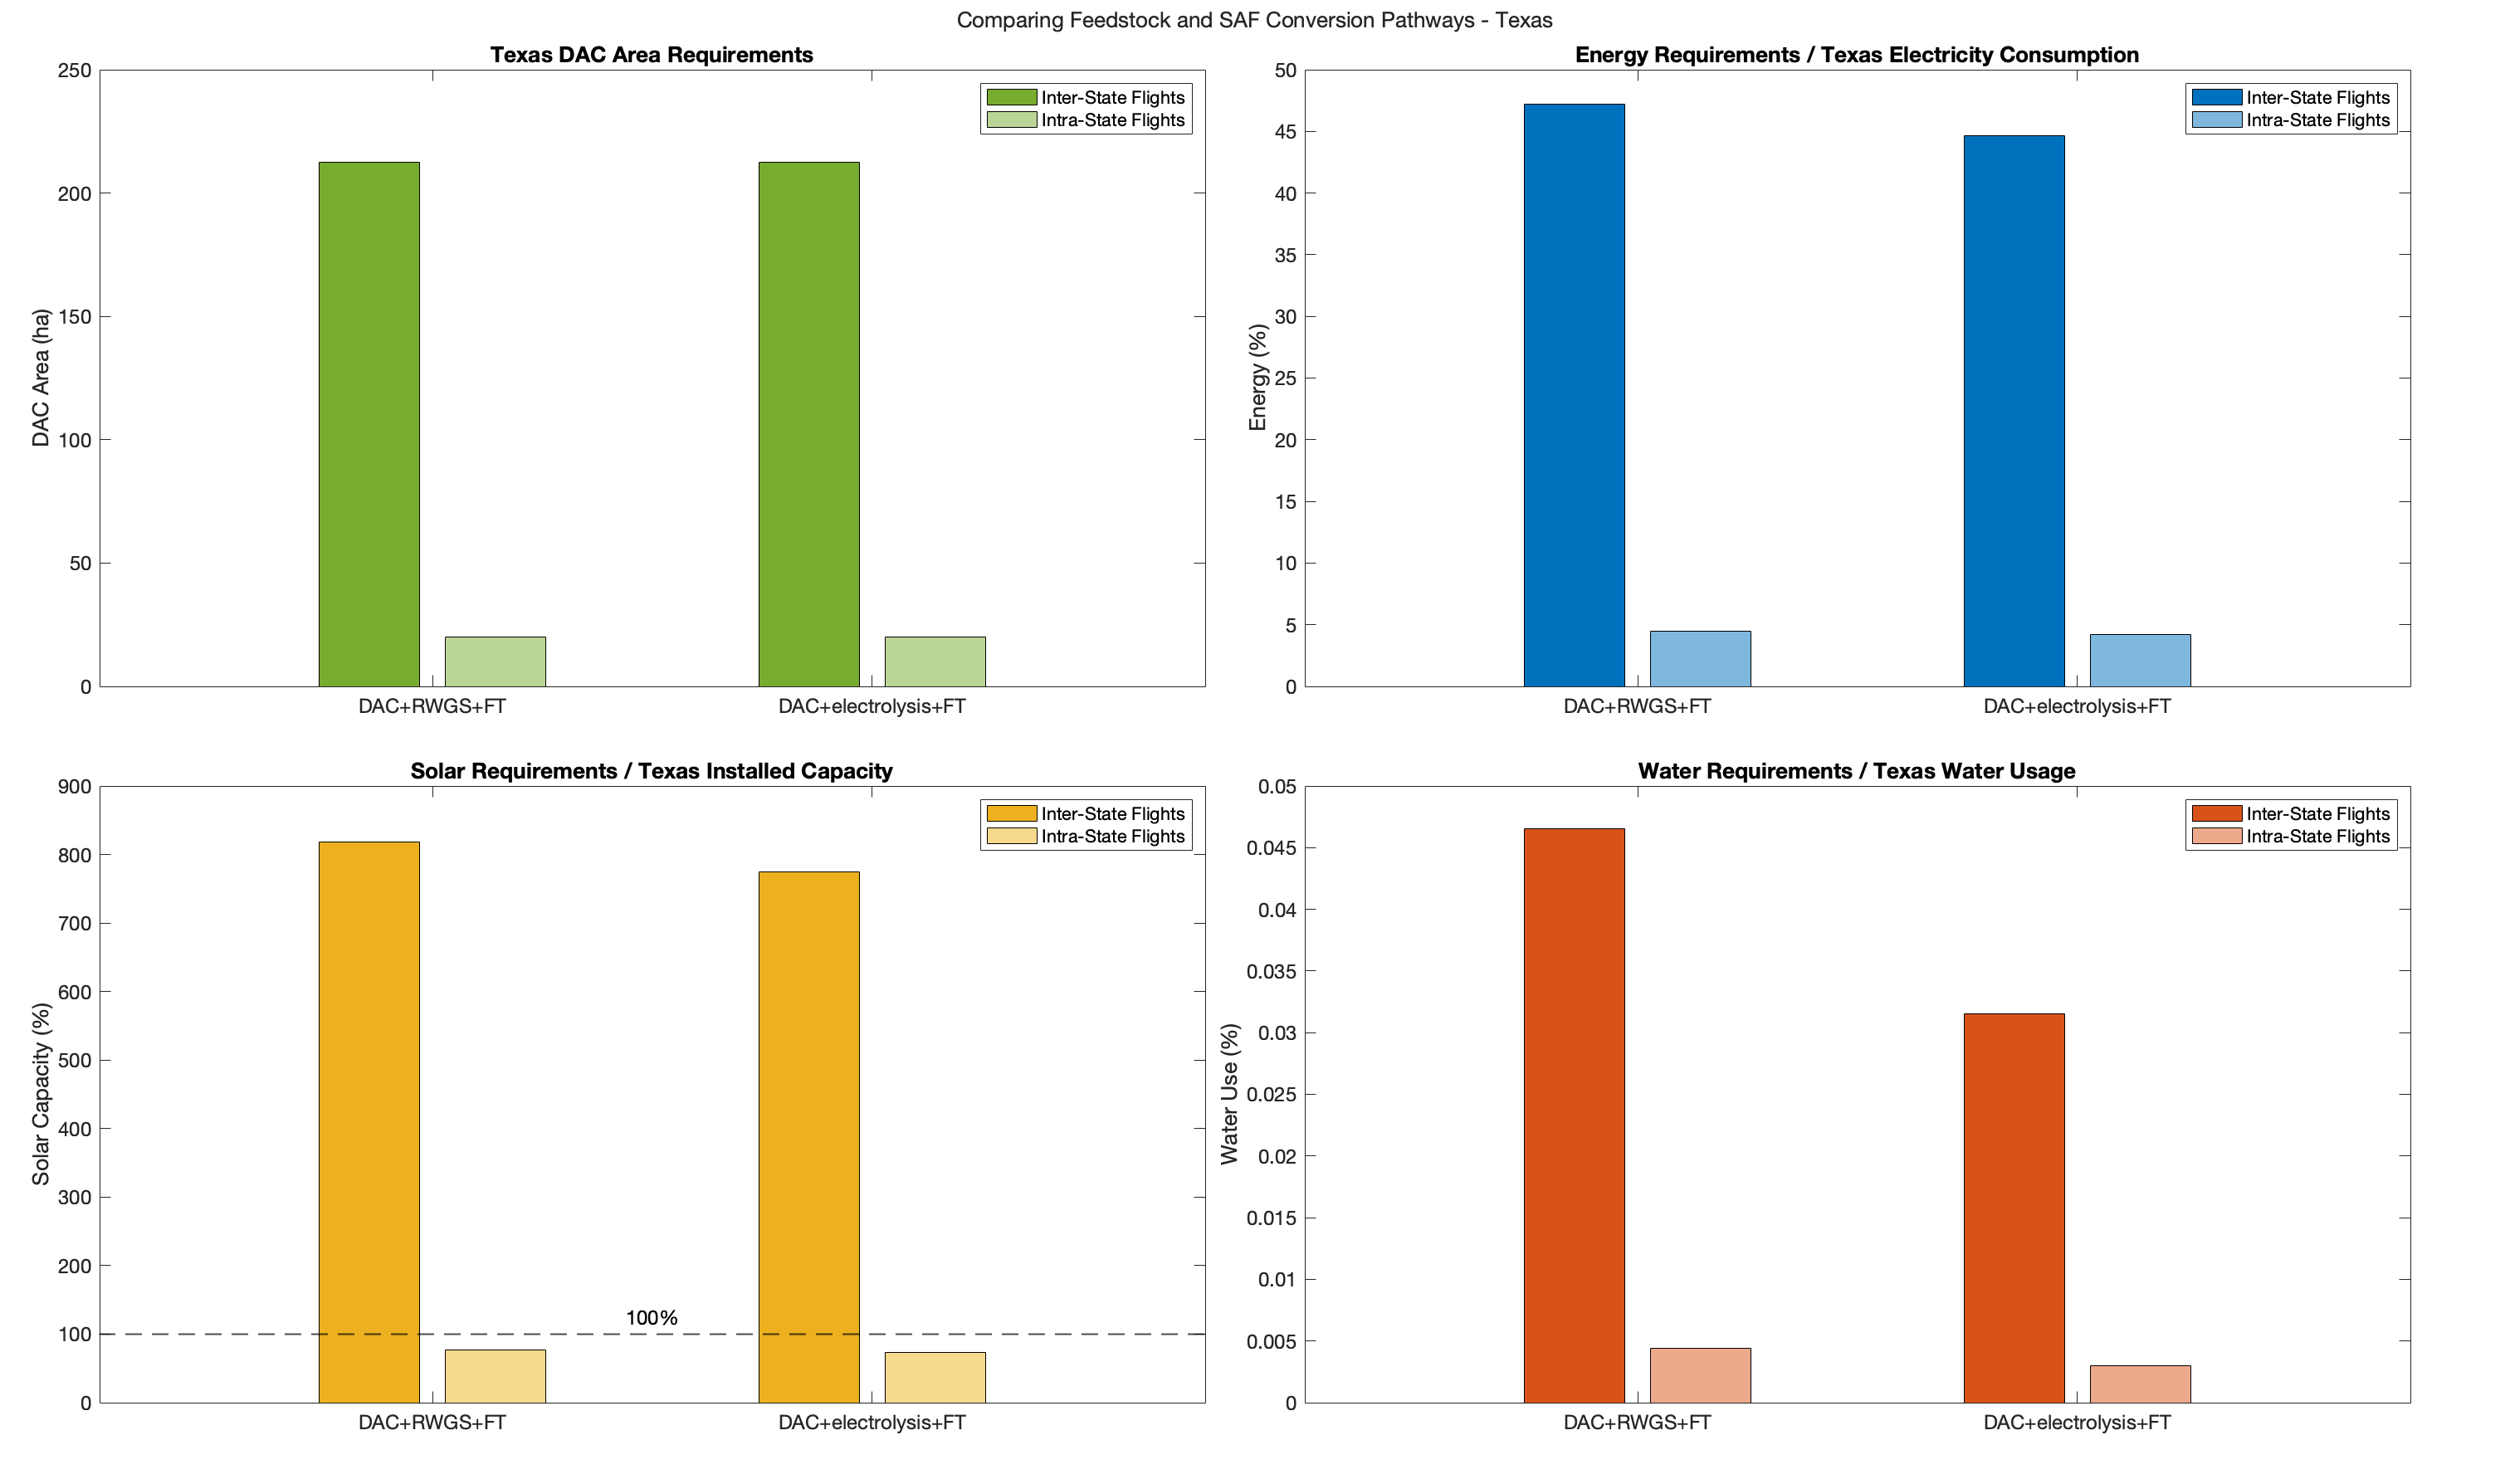 Comparing Feedstock and SAF Conversion Pathways - Texas
Texas DAC Area Requirements
250
200
150
100
50
0
DAC Area (ha)
Inter-State Flights
Intra-State Flights
DAC+RWGS+FT
DAC+electrolysis+FT
Energy Requirements / Texas Electricity Consumption
50
45
40
35
30
25
20
15
10
5
0
Energy (%)
Inter-State Flights
Intra-State Flights
DAC+RWGS+FT
DAC+electrolysis+FT
Solar Requirements / Texas Installed Capacity
900
800
700
600
500
400
300
200
100
0
Solar Capacity (%)
Inter-State Flights
Intra-State Flights
100%
DAC+RWGS+FT
DAC+electrolysis+FT
Water Requirements / Texas Water Usage
0.05
0.045
0.04
0.035
0.03
0.025
0.02
0.015
0.01
0.005
0
Water Use (%)
Inter-State Flights
Intra-State Flights
DAC+RWGS+FT
DAC+electrolysis+FT